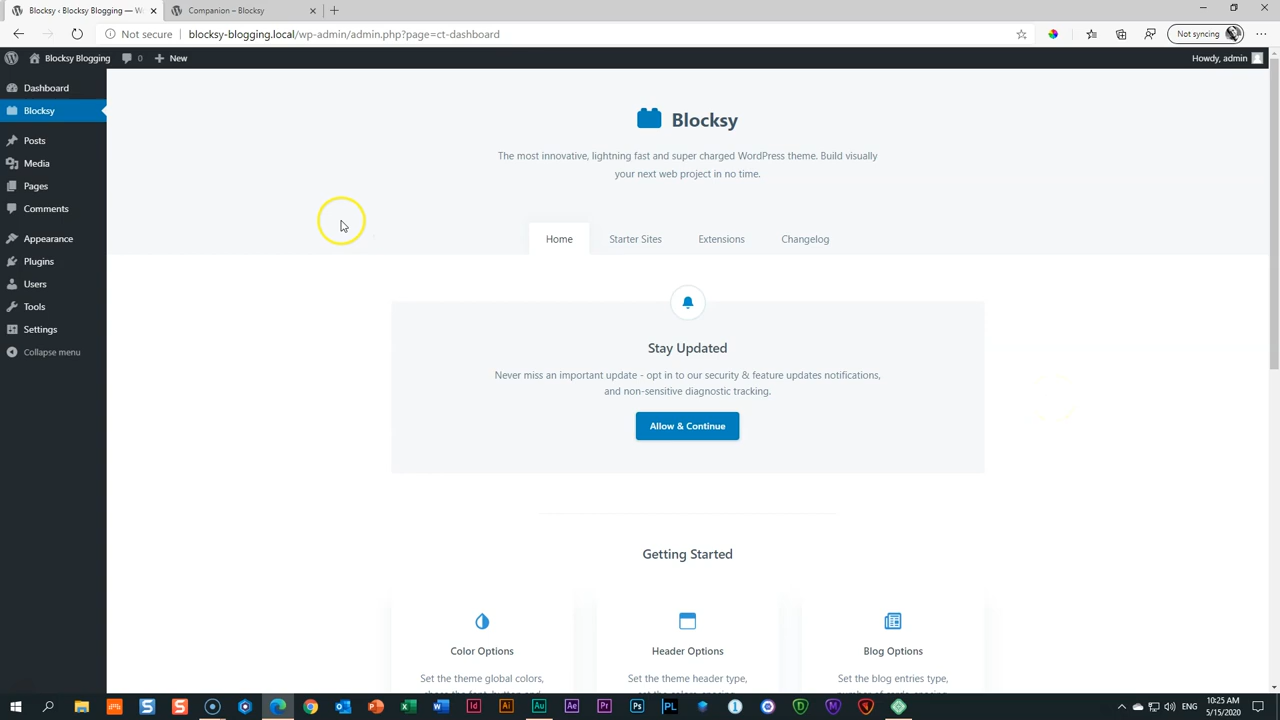 Blocksy ‹ Blocksy Blogging — W
Companion – Blocksy
Not secure
blocksy-blogging.local/wp-admin/admin.php?page=ct-dashboard
Not syncing
Blocksy Blogging
0
New
Howdy, admin
Dashboard
Blocksy
Posts
Media
Pages
Comments
Appearance
Plugins
Users
Tools
Settings
Collapse menu
Blocksy
The most innovative, lightning fast and super charged WordPress theme. Build visually
your next web project in no time.
Home
Starter Sites
Extensions
Changelog
Stay Updated
Never miss an important update - opt in to our security & feature updates notifications,
and non-sensitive diagnostic tracking.
Allow & Continue
Getting Started
Color Options
Header Options
Blog Options
Set the theme global colors,
Set the theme header type,
Set the blog entries type,
ENG
10:25 AM
5/15/2020